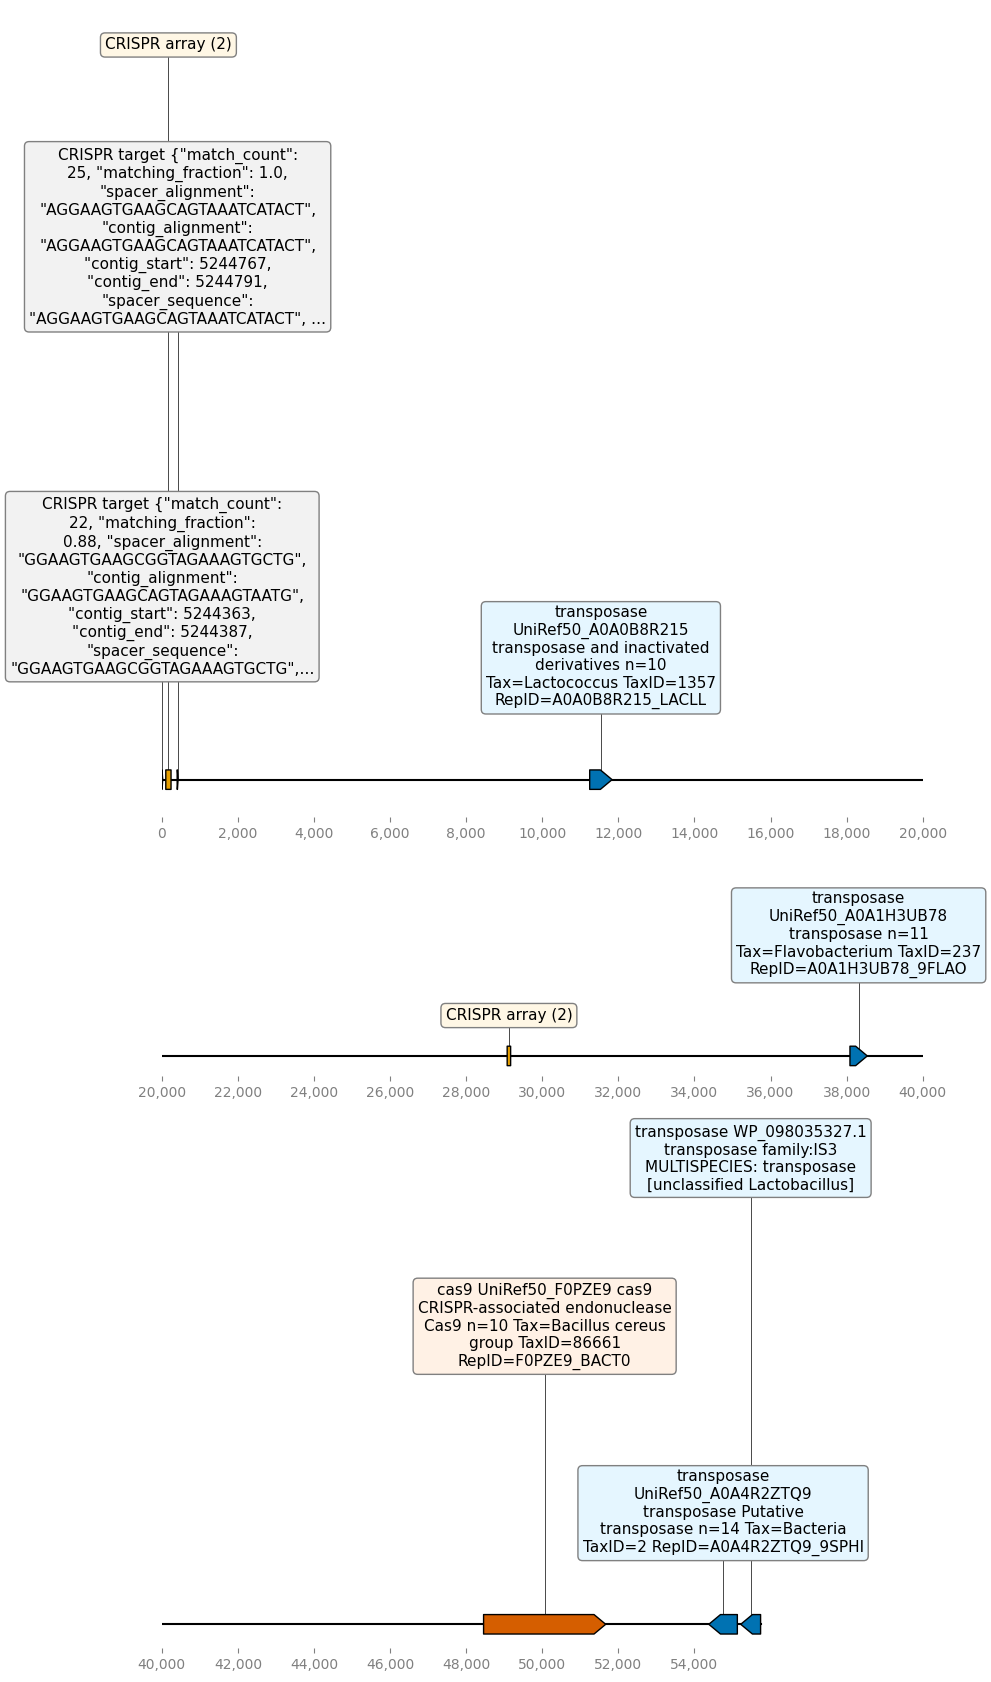 CRISPR array (2)
CRISPR target {"match_count":
25, "matching_fraction": 1.0,
"spacer_alignment":
"AGGAAGTGAAGCAGTAAATCATACT",
"contig_alignment":
"AGGAAGTGAAGCAGTAAATCATACT",
"contig_start": 5244767,
"contig_end": 5244791,
"spacer_sequence":
"AGGAAGTGAAGCAGTAAATCATACT", ...
CRISPR target {"match_count":
22, "matching_fraction":
0.88, "spacer_alignment":
"GGAAGTGAAGCGGTAGAAAGTGCTG",
"contig_alignment":
"GGAAGTGAAGCAGTAGAAAGTAATG",
"contig_start": 5244363,
"contig_end": 5244387,
"spacer_sequence":
"GGAAGTGAAGCGGTAGAAAGTGCTG",...
transposase
UniRef50_A0A0B8R215
transposase and inactivated
derivatives n=10
Tax=Lactococcus TaxID=1357
RepID=A0A0B8R215_LACLL
0 2,000 4,000 6,000 8,000 10,000 12,000 14,000 16,000 18,000 20,000
transposase
UniRef50_A0A1H3UB78
transposase n=11
Tax=Flavobacterium TaxID=237
RepID=A0A1H3UB78_9FLAO
CRISPR array (2)
20,000 22,000 24,000 26,000 28,000 30,000 32,000 34,000 36,000 38,000 40,000
transposase WP_098035327.1
transposase family:IS3
MULTISPECIES: transposase
[unclassified Lactobacillus]
cas9 UniRef50_F0PZE9 cas9
CRISPR-associated endonuclease
Cas9 n=10 Tax=Bacillus cereus
group TaxID=86661
RepID=F0PZE9_BACT0
transposase
UniRef50_A0A4R2ZTQ9
transposase Putative
transposase n=14 Tax=Bacteria
TaxID=2 RepID=A0A4R2ZTQ9_9SPHI
40,000 42,000 44,000 46,000 48,000 50,000 52,000 54,000